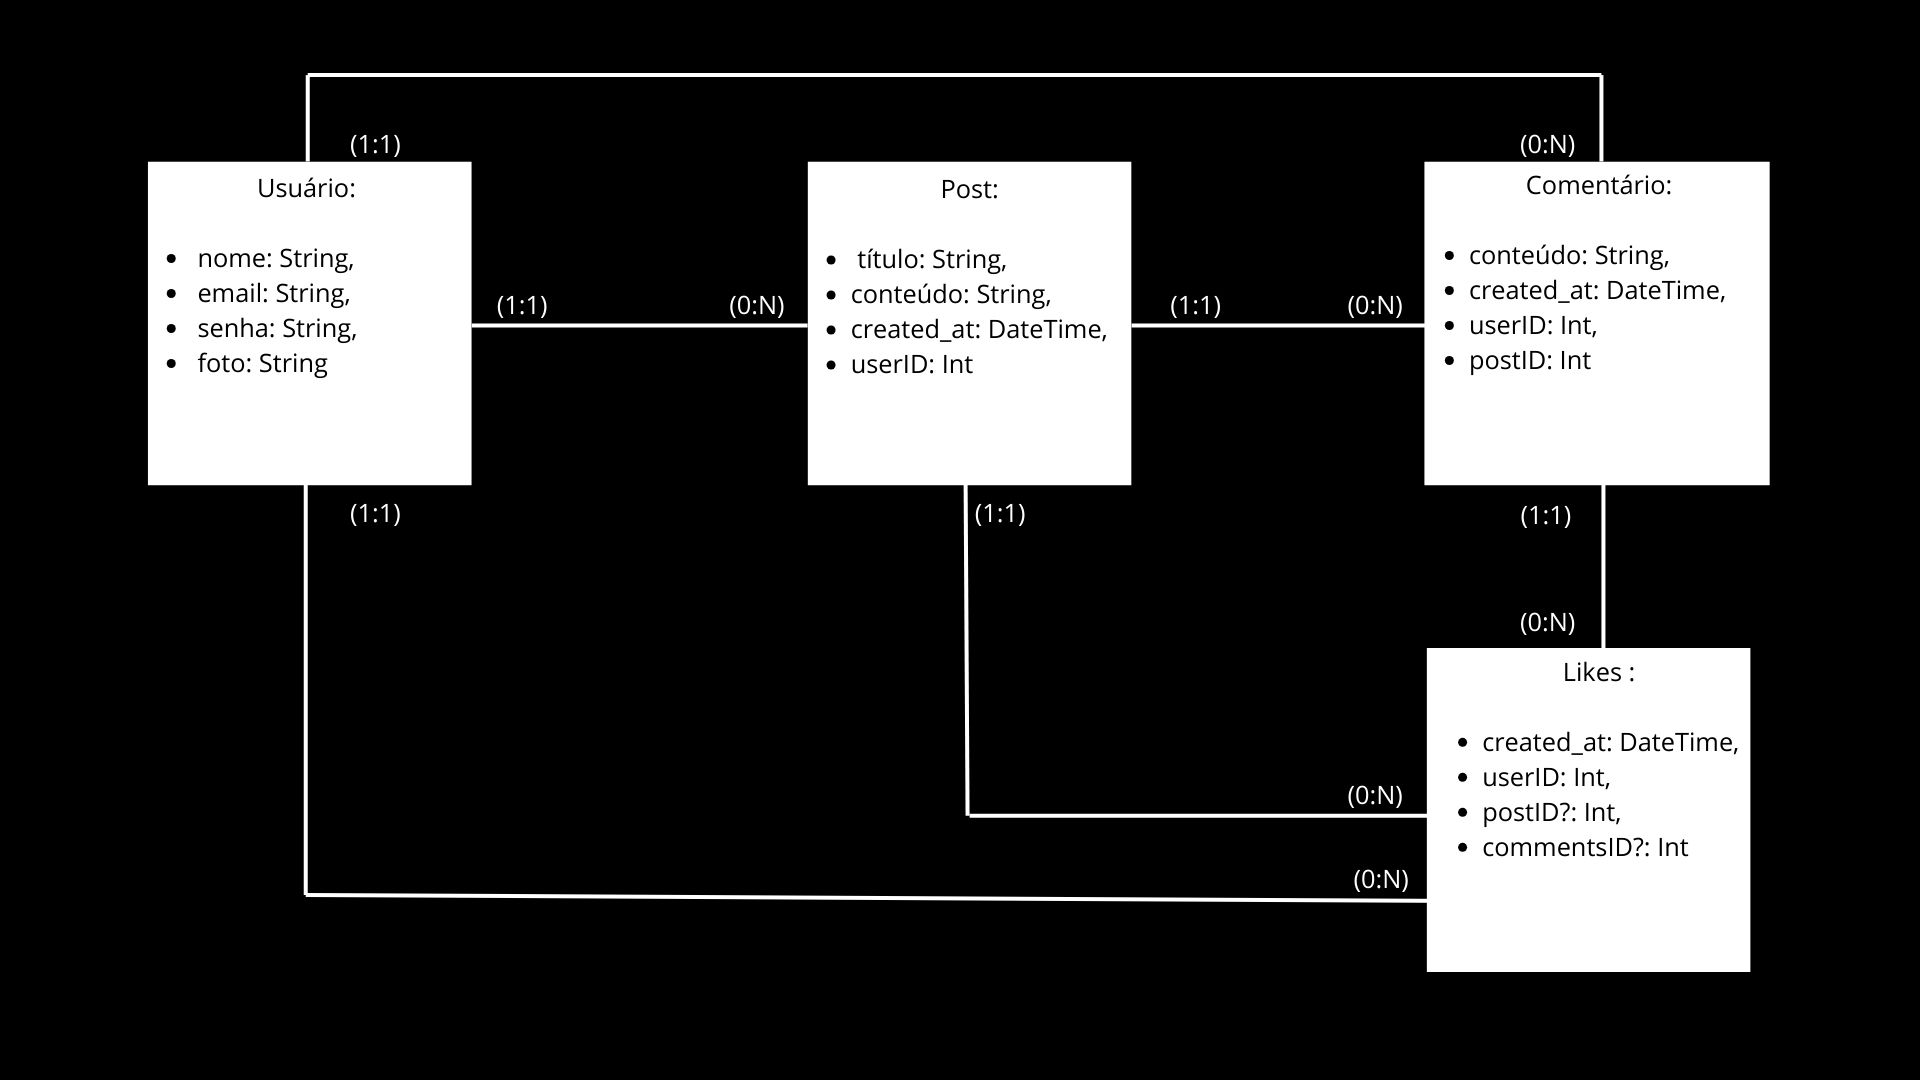 (1:1)
(0:N)
Usuário:
nome: String,
email: String,
senha: String,
foto: String
(1:1)
(0:N)
Post:
título: String,
conteúdo: String,
created_at: DateTime,
userID: Int
(1:1)
(0:N)
Comentário:
conteúdo: String,
created_at: DateTime,
userID: Int,
postID: Int
(1:1)
(1:1)
(1:1)
(0:N)
Likes :
created_at: DateTime,
userID: Int,
postID?: Int,
commentsID?: Int
(0:N)
(0:N)